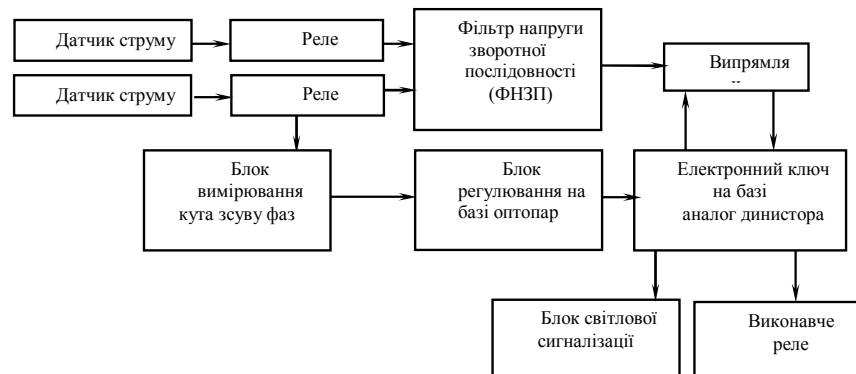 Датчик струму
Реле
Фільтр напруги
зворотної
послідовності
(ФНЗП)
Випрямля
Датчик струму
Реле
Блок
вимірювання
кута зсуву фаз
Блок
регулювання на
базі оптопар
Електронний ключ
на базі
аналог динистора
Блок світлової
сигналізації
Виконавче
реле